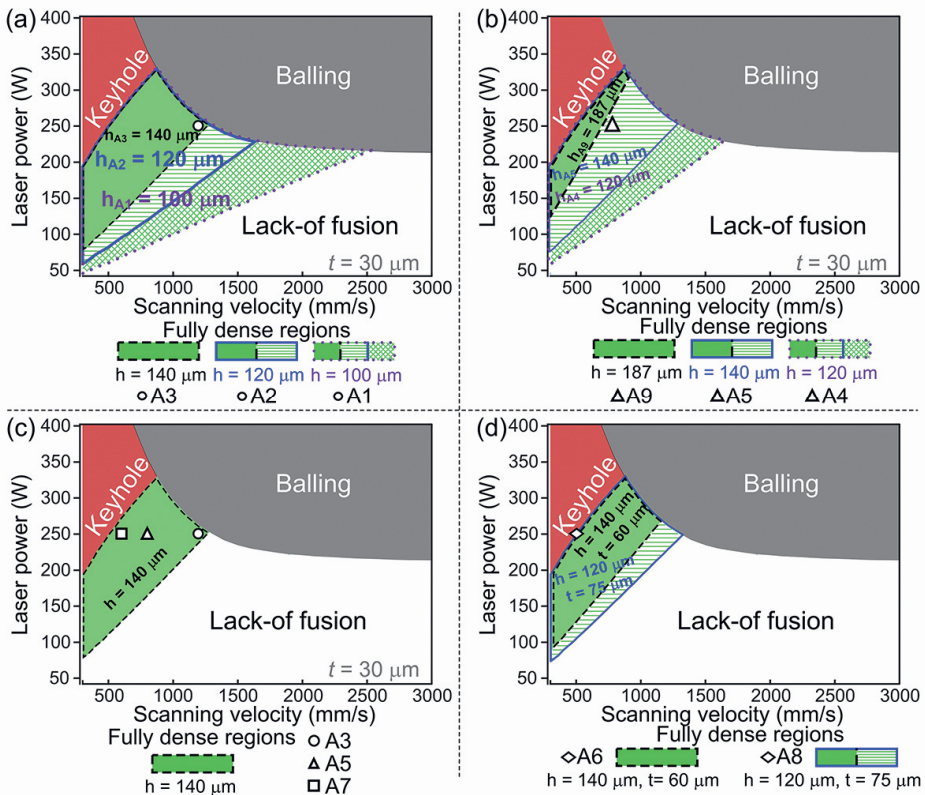 (a)
Laser power (W)
400
350
300
250
200
150
100
50
Keyhole
Balling
hA3 = 140 μm
hA2 = 120 μm
hA1 = 100 μm
Lack-of fusion
t = 30 μm
500 1000 1500 2000 2500 3000
Scanning velocity (mm/s)
Fully dense regions
h = 140 μm h = 120 μm h = 100 μm
A3 A2 A1
(b)
Laser power (W)
400
350
300
250
200
150
100
50
Keyhole
Balling
hA9 = 187 μm
hA5 = 140 μm
hA4 = 120 μm
Lack-of fusion
t = 30 μm
500 1000 1500 2000 2500 3000
Scanning velocity (mm/s)
Fully dense regions
h = 187 μm h = 140 μm h = 120 μm
A9 A5 A4
(c)
Laser power (W)
400
350
300
250
200
150
100
50
Keyhole
Balling
h = 140 μm
Lack-of fusion
t = 30 μm
500 1000 1500 2000 2500 3000
Scanning velocity (mm/s)
Fully dense regions
h = 140 μm
A3
A5
A7
(d)
Laser power (W)
400
350
300
250
200
150
100
50
Keyhole
Balling
h = 140 μm
t = 60 μm
h = 120 μm
t = 75 μm
Lack-of fusion
500 1000 1500 2000 2500 3000
Scanning velocity (mm/s)
Fully dense regions
A6 A8
h = 140 μm, t= 60 μm h = 120 μm, t = 75 μm